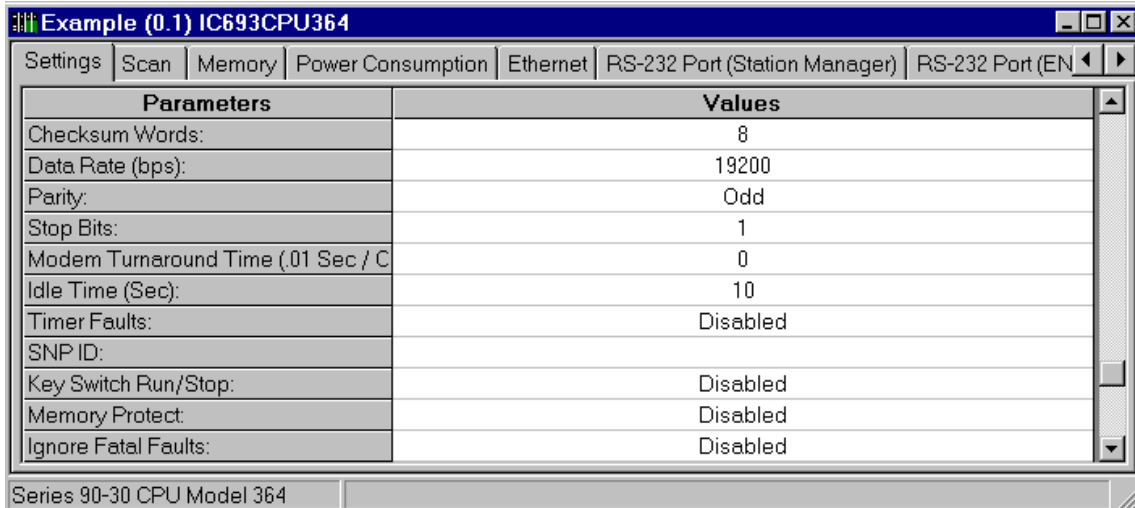 Example (0.1) IC693CPU364
Settings Scan Memory Power Consumption Ethernet RS-232 Port (Station Manager) RS-232 Port (EN
Parameters Values
Checksum Words: 8
Data Rate (bps): 19200
Parity: Odd
Stop Bits: 1
Modem Turnaround Time (.01 Sec / C 0
Idle Time (Sec): 10
Timer Faults: Disabled
SNP ID:
Key Switch Run/Stop: Disabled
Memory Protect: Disabled
Ignore Fatal Faults: Disabled
Series 90-30 CPU Model 364